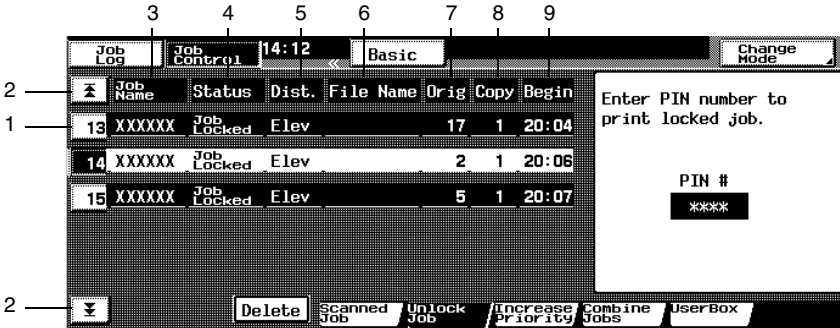 3 4 5 6 7 8 9
Job Log
Job Control
14:12
«
Basic
Change Mode
2
Job Name Status Dist. File Name Orig Copy Begin
1
13 XXXXXX Job Locked Elev 17 1 20:04
14 XXXXXX Job Locked Elev 2 1 20:06
15 XXXXXX Job Locked Elev 5 1 20:07
Enter PIN number to
print locked job.
PIN #
****
2
Delete
Scanned Job
Unlock Job
Increase Priority
Combine Jobs
UserBox